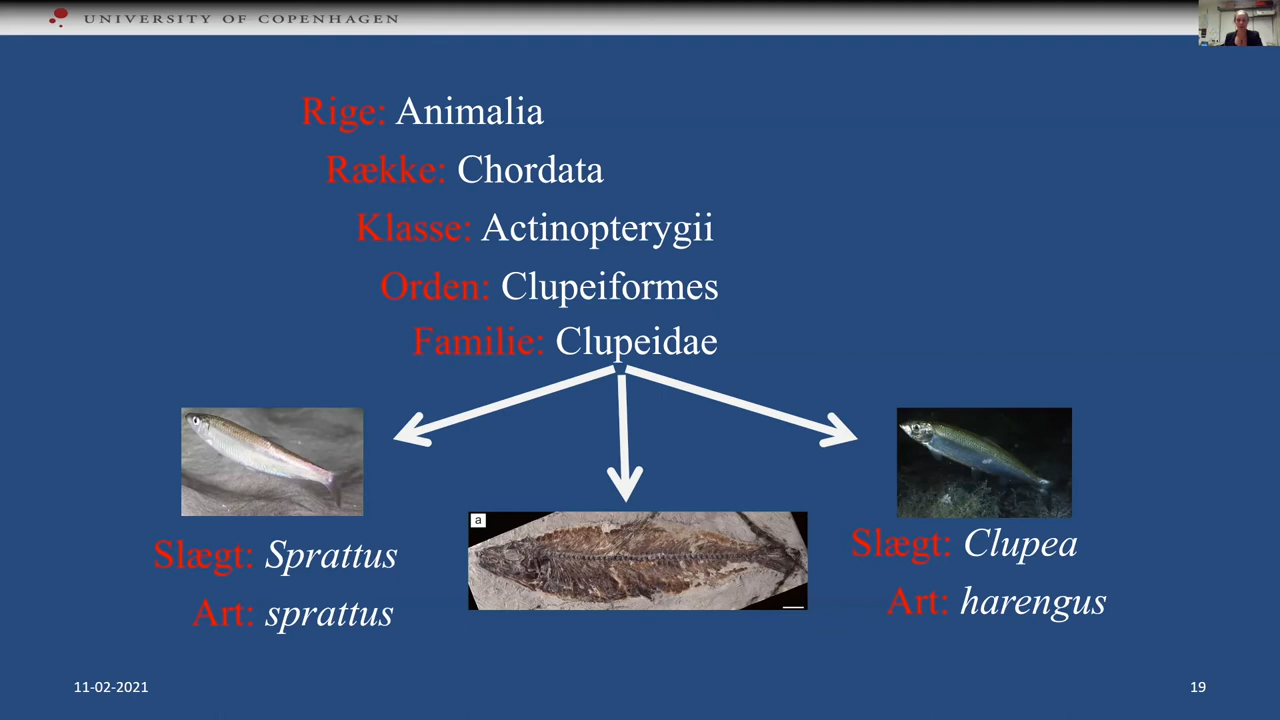 UNIVERSITY OF COPENHAGEN
Rige: Animalia
Række: Chordata
Klasse: Actinopterygii
Orden: Clupeiformes
Familie: Clupeidae
a
Slægt: Sprattus
Art: sprattus
Slægt: Clupea
Art: harengus
11-02-2021
19